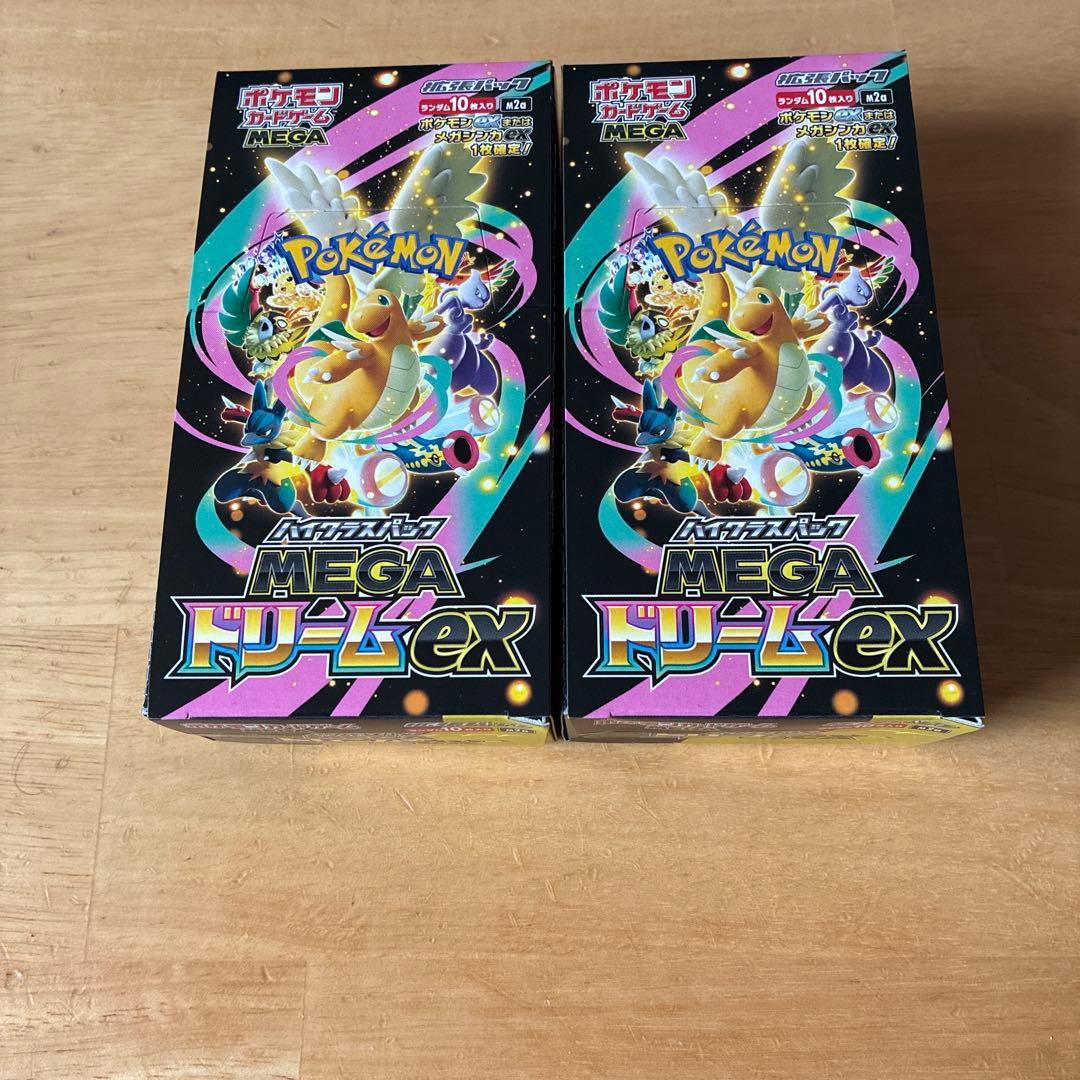 ポケモン
カードゲーム
MEGA
拡張パック
ランダム10枚入り M2a
ポケモンexまたは
メガシンカex
1枚確定!
POKéMON
ハイクラスパック
MEGA
ドリームex
ポケモン
カードゲーム
MEGA
拡張パック
ランダム10枚入り M2a
ポケモンexまたは
メガシンカex
1枚確定!
POKéMON
ハイクラスパック
MEGA
ドリームex